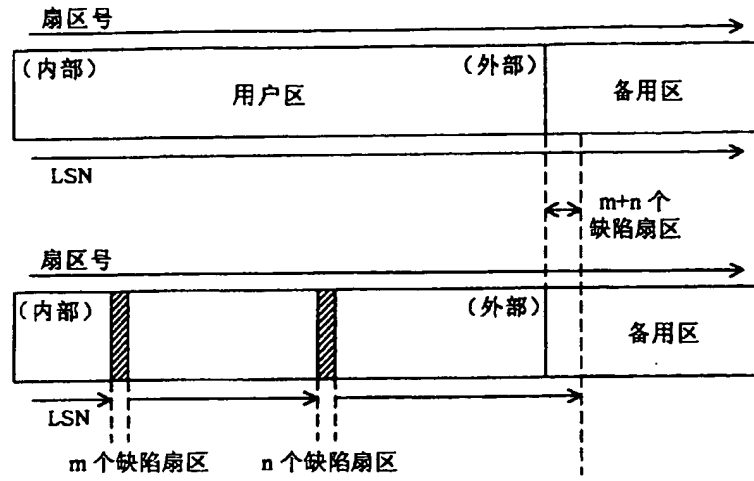 扇区号
（内部）
用户区
（外部）
备用区
LSN
m+n 个
缺陷扇区
扇区号
（内部）
（外部）
备用区
LSN
m 个缺陷扇区
n 个缺陷扇区